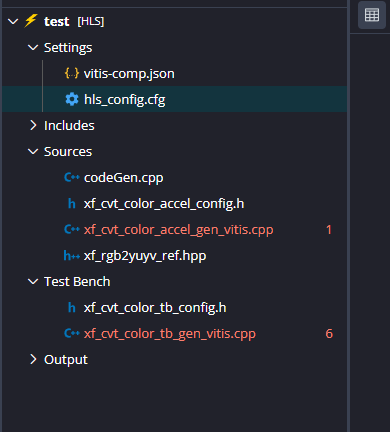 test [HLS]
Settings
{..} vitis-comp.json
hls_config.cfg
Includes
Sources
C++ codeGen.cpp
h xf_cvt_color_accel_config.h
C++ xf_cvt_color_accel_gen_vitis.cpp 1
h++ xf_rgb2yuyv_ref.hpp
Test Bench
h xf_cvt_color_tb_config.h
C++ xf_cvt_color_tb_gen_vitis.cpp 6
Output